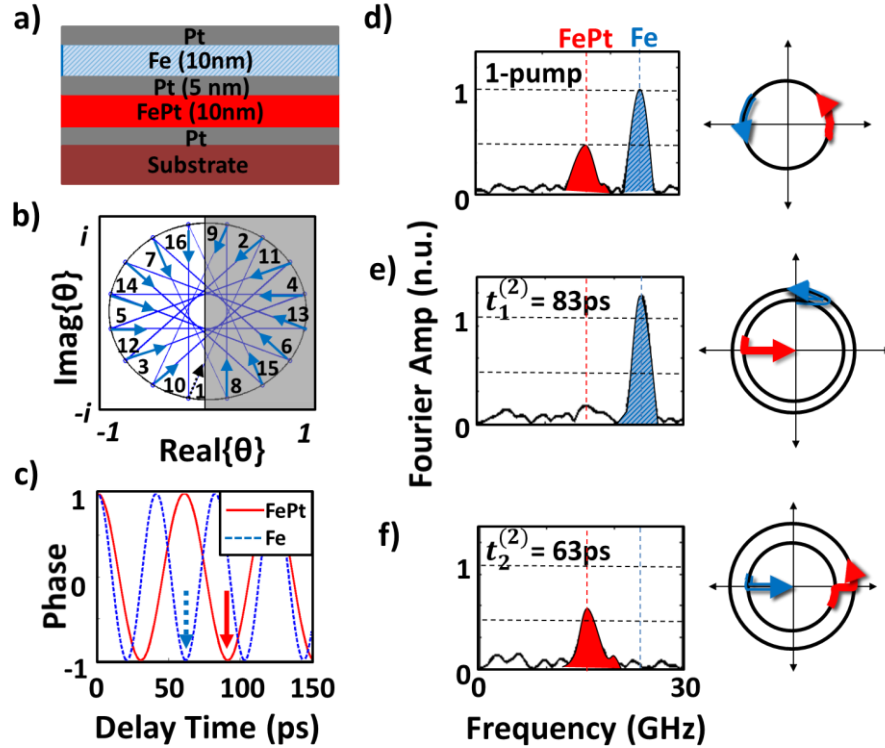 a)
Pt
Fe (10nm)
Pt (5 nm)
FePt (10nm)
Pt
Substrate
b)
i
Imag{θ}
-i
-1
1
Real{θ}
9
2
11
4
13
6
15
8
1
10
3
12
5
14
7
16
c)
1
0
-1
Phase
FePt
Fe
0
50
100
150
Delay Time (ps)
d)
FePt
Fe
1-pump
1
0
e)
t₁⁽²⁾ = 83ps
1
0
Fourier Amp (n.u.)
f)
t₂⁽²⁾ = 63ps
1
0
0
30
Frequency (GHz)